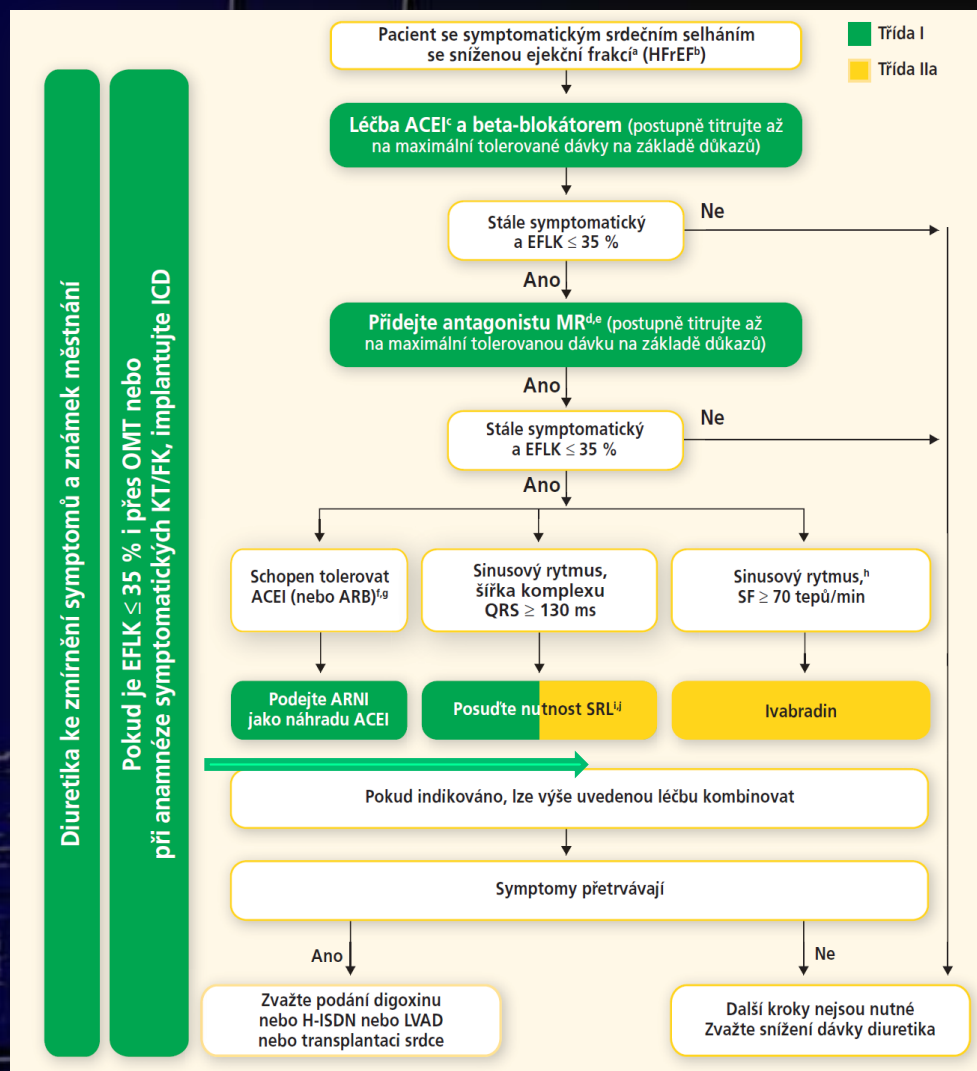 Pacient se symptomatickým srdečním selháním
se sníženou ejekční frakcíᵃ (HFrEFᵇ)
Třída I
Třída IIa
Diuretika ke zmírnění symptomů a známek městnání
Pokud je EFLK ≤ 35 % i přes OMT nebo
při anamnéze symptomatických KT/FK, implantujte ICD
Léčba ACEIᶜ a beta-blokátorem (postupně titrujte až
na maximální tolerované dávky na základě důkazů)
Stále symptomatický
a EFLK ≤ 35 %
Ne
Ano
Přidejte antagonistu MRᵈ,ᵉ (postupně titrujte až
na maximální tolerovanou dávku na základě důkazů)
Ano
Stále symptomatický
a EFLK ≤ 35 %
Ne
Ano
Schopen tolerovat
ACEI (nebo ARB)ᶠ,ᵍ
Sinusový rytmus,
šířka komplexu
QRS ≥ 130 ms
Sinusový rytmus,ʰ
SF ≥ 70 tepů/min
Podejte ARNI
jako náhradu ACEI
Posuďte nutnost SRLⁱ,ʲ
Ivabradin
Pokud indikováno, lze výše uvedenou léčbu kombinovat
Symptomy přetrvávají
Ano
Ne
Zvažte podání digoxinu
nebo H-ISDN nebo LVAD
nebo transplantaci srdce
Další kroky nejsou nutné
Zvažte snížení dávky diuretika